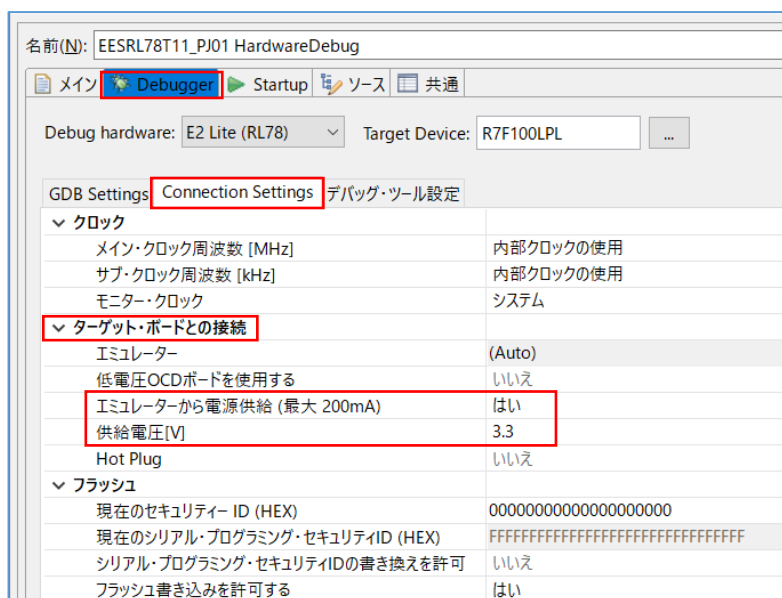 名前(N): EESRL78T11_PJ01 HardwareDebug
メイン Debugger Startup ソース 共通
Debug hardware: E2 Lite (RL78) Target Device: R7F100LPL ...
GDB Settings Connection Settings デバッグ・ツール設定
クロック
メイン・クロック周波数 [MHz] 内部クロックの使用
サブ・クロック周波数 [kHz] 内部クロックの使用
モニター・クロック システム
ターゲット・ボードとの接続
エミュレーター (Auto)
低電圧OCDボードを使用する いいえ
エミュレーターから電源供給 (最大 200mA) はい
供給電圧[V] 3.3
Hot Plug いいえ
フラッシュ
現在のセキュリティー ID (HEX) 00000000000000000000
現在のシリアル・プログラミング・セキュリティID (HEX) FFFFFFFFFFFFFFFFFFFFFFFFFFFFFFFF
シリアル・プログラミング・セキュリティIDの書き換えを許可 いいえ
フラッシュ書き込みを許可する はい